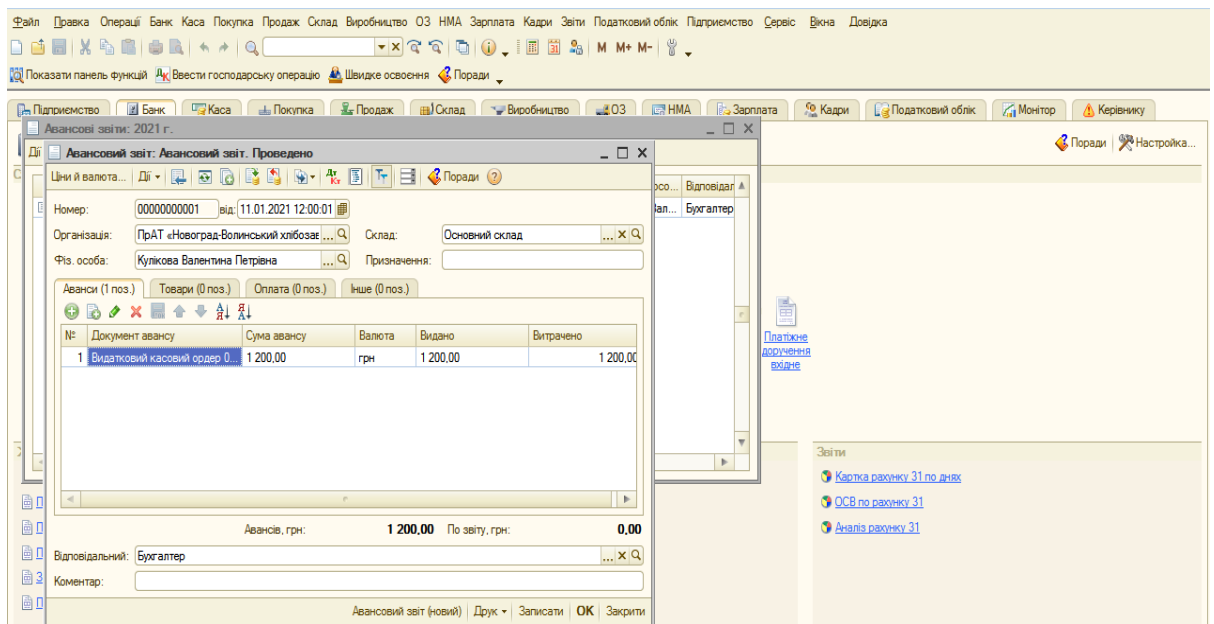 Файл Правка Операції Банк Каса Покупка Продаж Склад Виробництво ОЗ НМА Зарплата Кадри Звіти Податковий облік Підприємство Сервіс Вікна Довідка
M M+ M-
Показати панель функцій Ввести господарську операцію Швидке освоєння Поради
Підприємство Банк Каса Покупка Продаж Склад Виробництво ОЗ НМА Зарплата Кадри Податковий облік Монітор Керівнику
Авансові звіти: 2021 г.
Поради Настройка...
Дії
Авансовий звіт: Авансовий звіт. Проведено
Ціни й валюта... Дії Поради
Відповідал
Номер: 00000000001 від: 11.01.2021 12:00:01
Бухгалтер
Організація: ПрАТ «Новоград-Волинський хлібозав ... Склад: Основний склад
Фіз. особа: Кулікова Валентина Петрівна ... Призначення:
Аванси (1 поз.) Товари (0 поз.) Оплата (0 поз.) Інше (0 поз.)
№ Документ авансу Сума авансу Валюта Видано Витрачено
1 Видатковий касовий ордер 0... 1 200,00 грн 1 200,00 1 200,00
Платіжне
доручення
вхідне
Звіти
Картка рахунку 31 по днях
ОСВ по рахунку 31
Аналіз рахунку 31
Авансів, грн: 1 200,00 По звіту, грн: 0,00
Відповідальний: Бухгалтер
Коментар:
Авансовий звіт (новий) Друк Записати OK Закрити